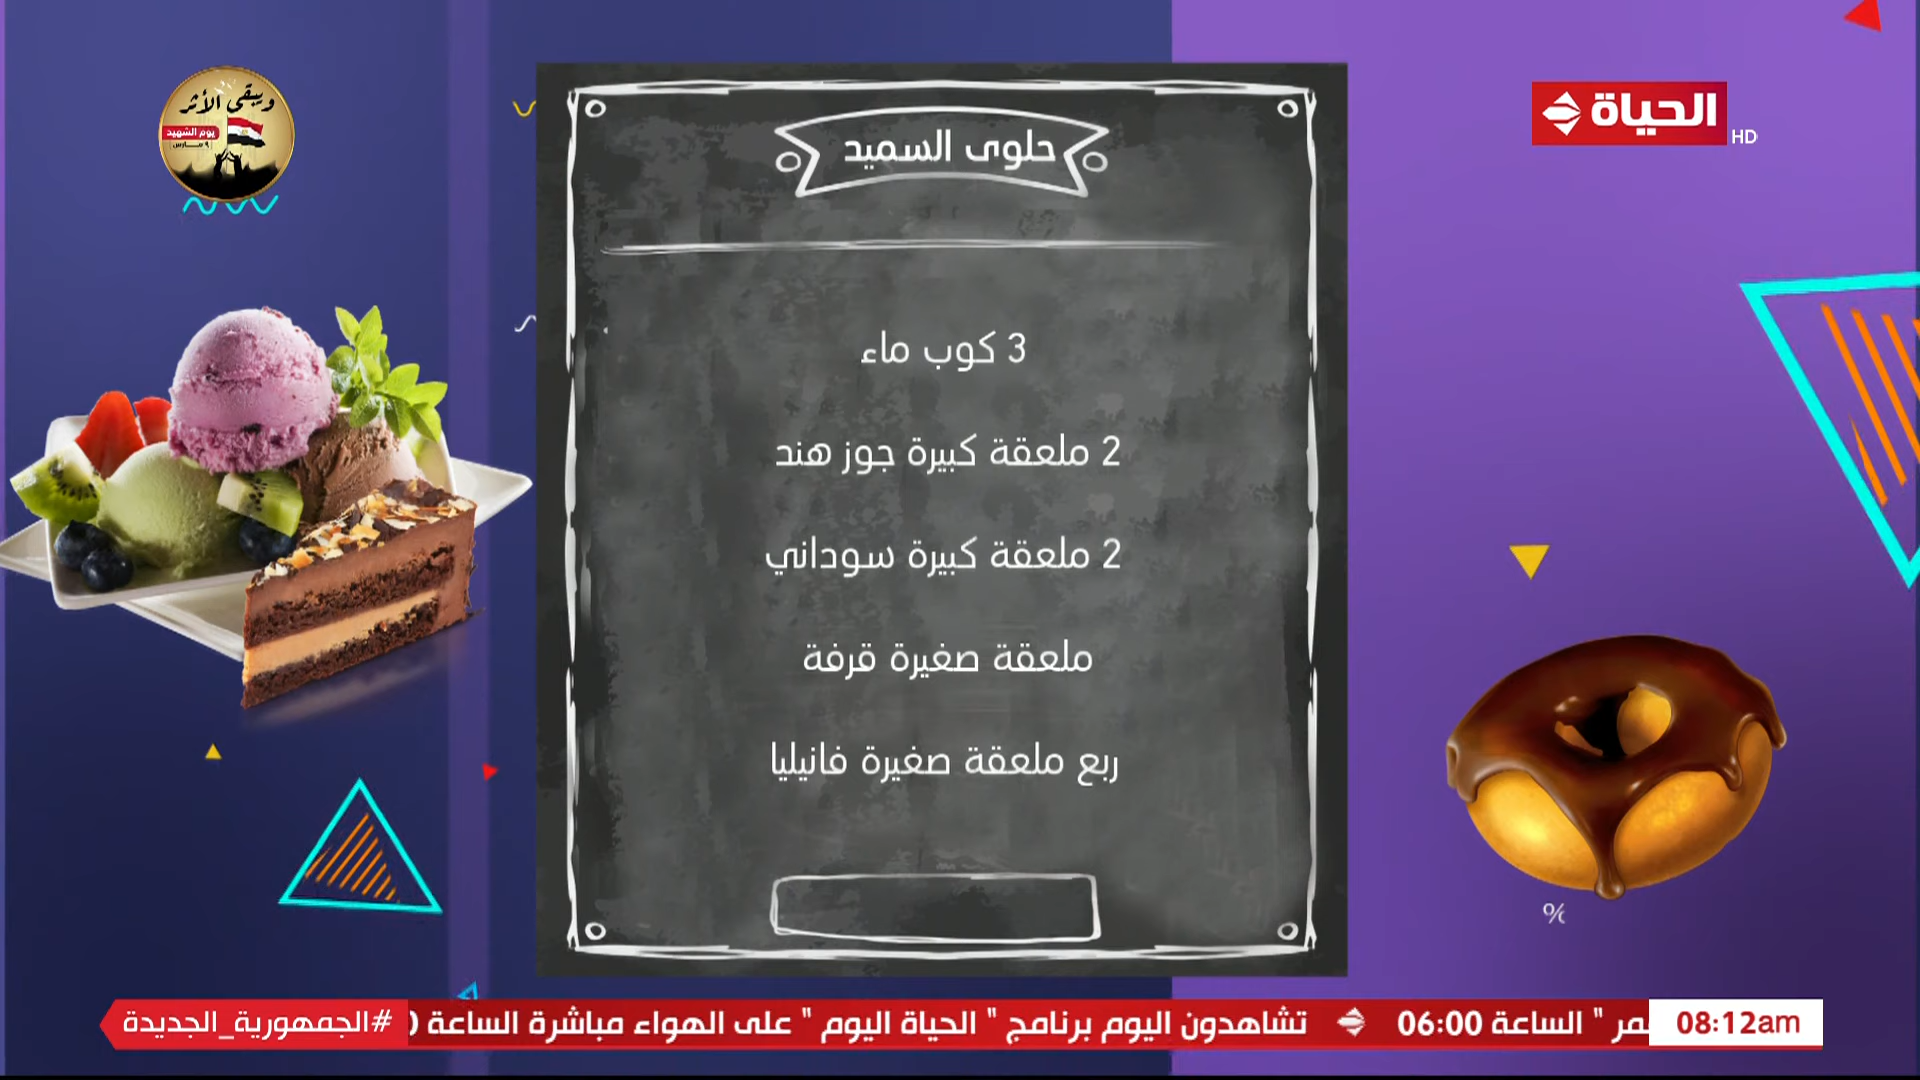 ويبقى الأثر
يوم الشهيد
٩ مارس
الحياة
HD
حلوى السميد
3 كوب ماء
2 ملعقة كبيرة جوز هند
2 ملعقة كبيرة سوداني
ملعقة صغيرة قرفة
ربع ملعقة صغيرة فانيليا
%
08:12am
" الساعة 06:00 تشاهدون اليوم برنامج " الحياة اليوم " على الهواء مباشرة الساعة
#الجمهورية_الجديدة